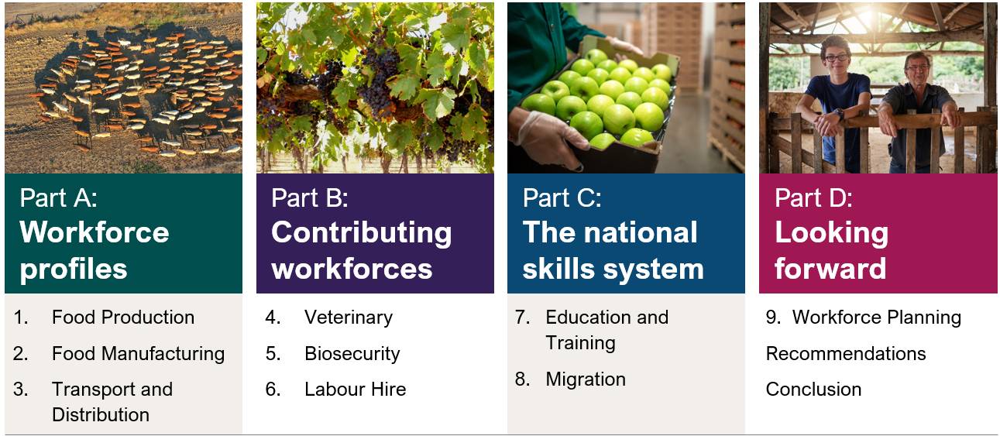 Part A:
Workforce
profiles
1. Food Production
2. Food Manufacturing
3. Transport and
Distribution
Part B:
Contributing
workforces
4. Veterinary
5. Biosecurity
6. Labour Hire
Part C:
The national
skills system
7. Education and
Training
8. Migration
Part D:
Looking
forward
9. Workforce Planning
Recommendations
Conclusion